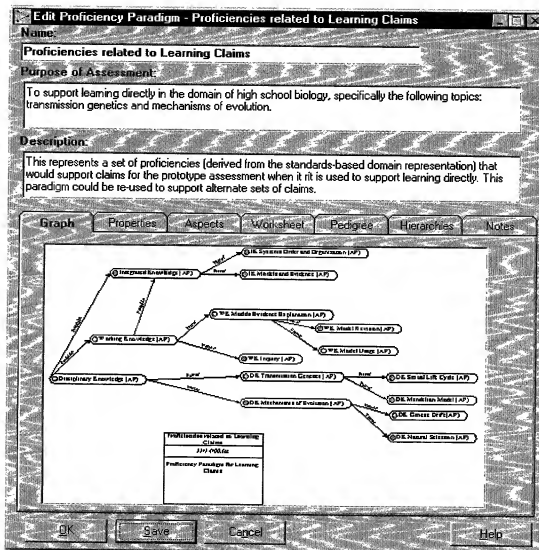 Edit Proficiency Paradigm - Proficiencies related to Learning Claims
Name:
Proficiencies related to Learning Claims
Purpose of Assessment:
To support learning directly in the domain of high school biology, specifically the following topics:
transmission genetics and mechanisms of evolution.
Description:
This represents a set of proficiencies (derived from the standards-based domain representation) that
would support claims for the prototype assessment when it rit is used to support learning directly. This
paradigm could be re-used to support alternate sets of claims.
Graph Properties Aspects Worksheet Pedigree Hierarchies Notes
IK Systems Order and Organization (AP)
Integrated Knowledge (AP)
IK Models and Evidence (AP)
WK Models Evidence Explanation (AP)
WK Model Revision (AP)
Working Knowledge (AP)
WK Model Usage (AP)
WK Inquiry (AP)
Disciplinary Knowledge (AP)
DK Transmission Genetics (AP)
DK Sexual Life Cycle (AP)
DK Mendelian Model (AP)
DK Mechanisms of Evolution (AP)
DK Genetic Drift (AP)
DK Natural Selection (AP)
Proficiencies related to Learning
Claims
Proficiency Paradigm for Learning
Claims
OK Save Cancel Help